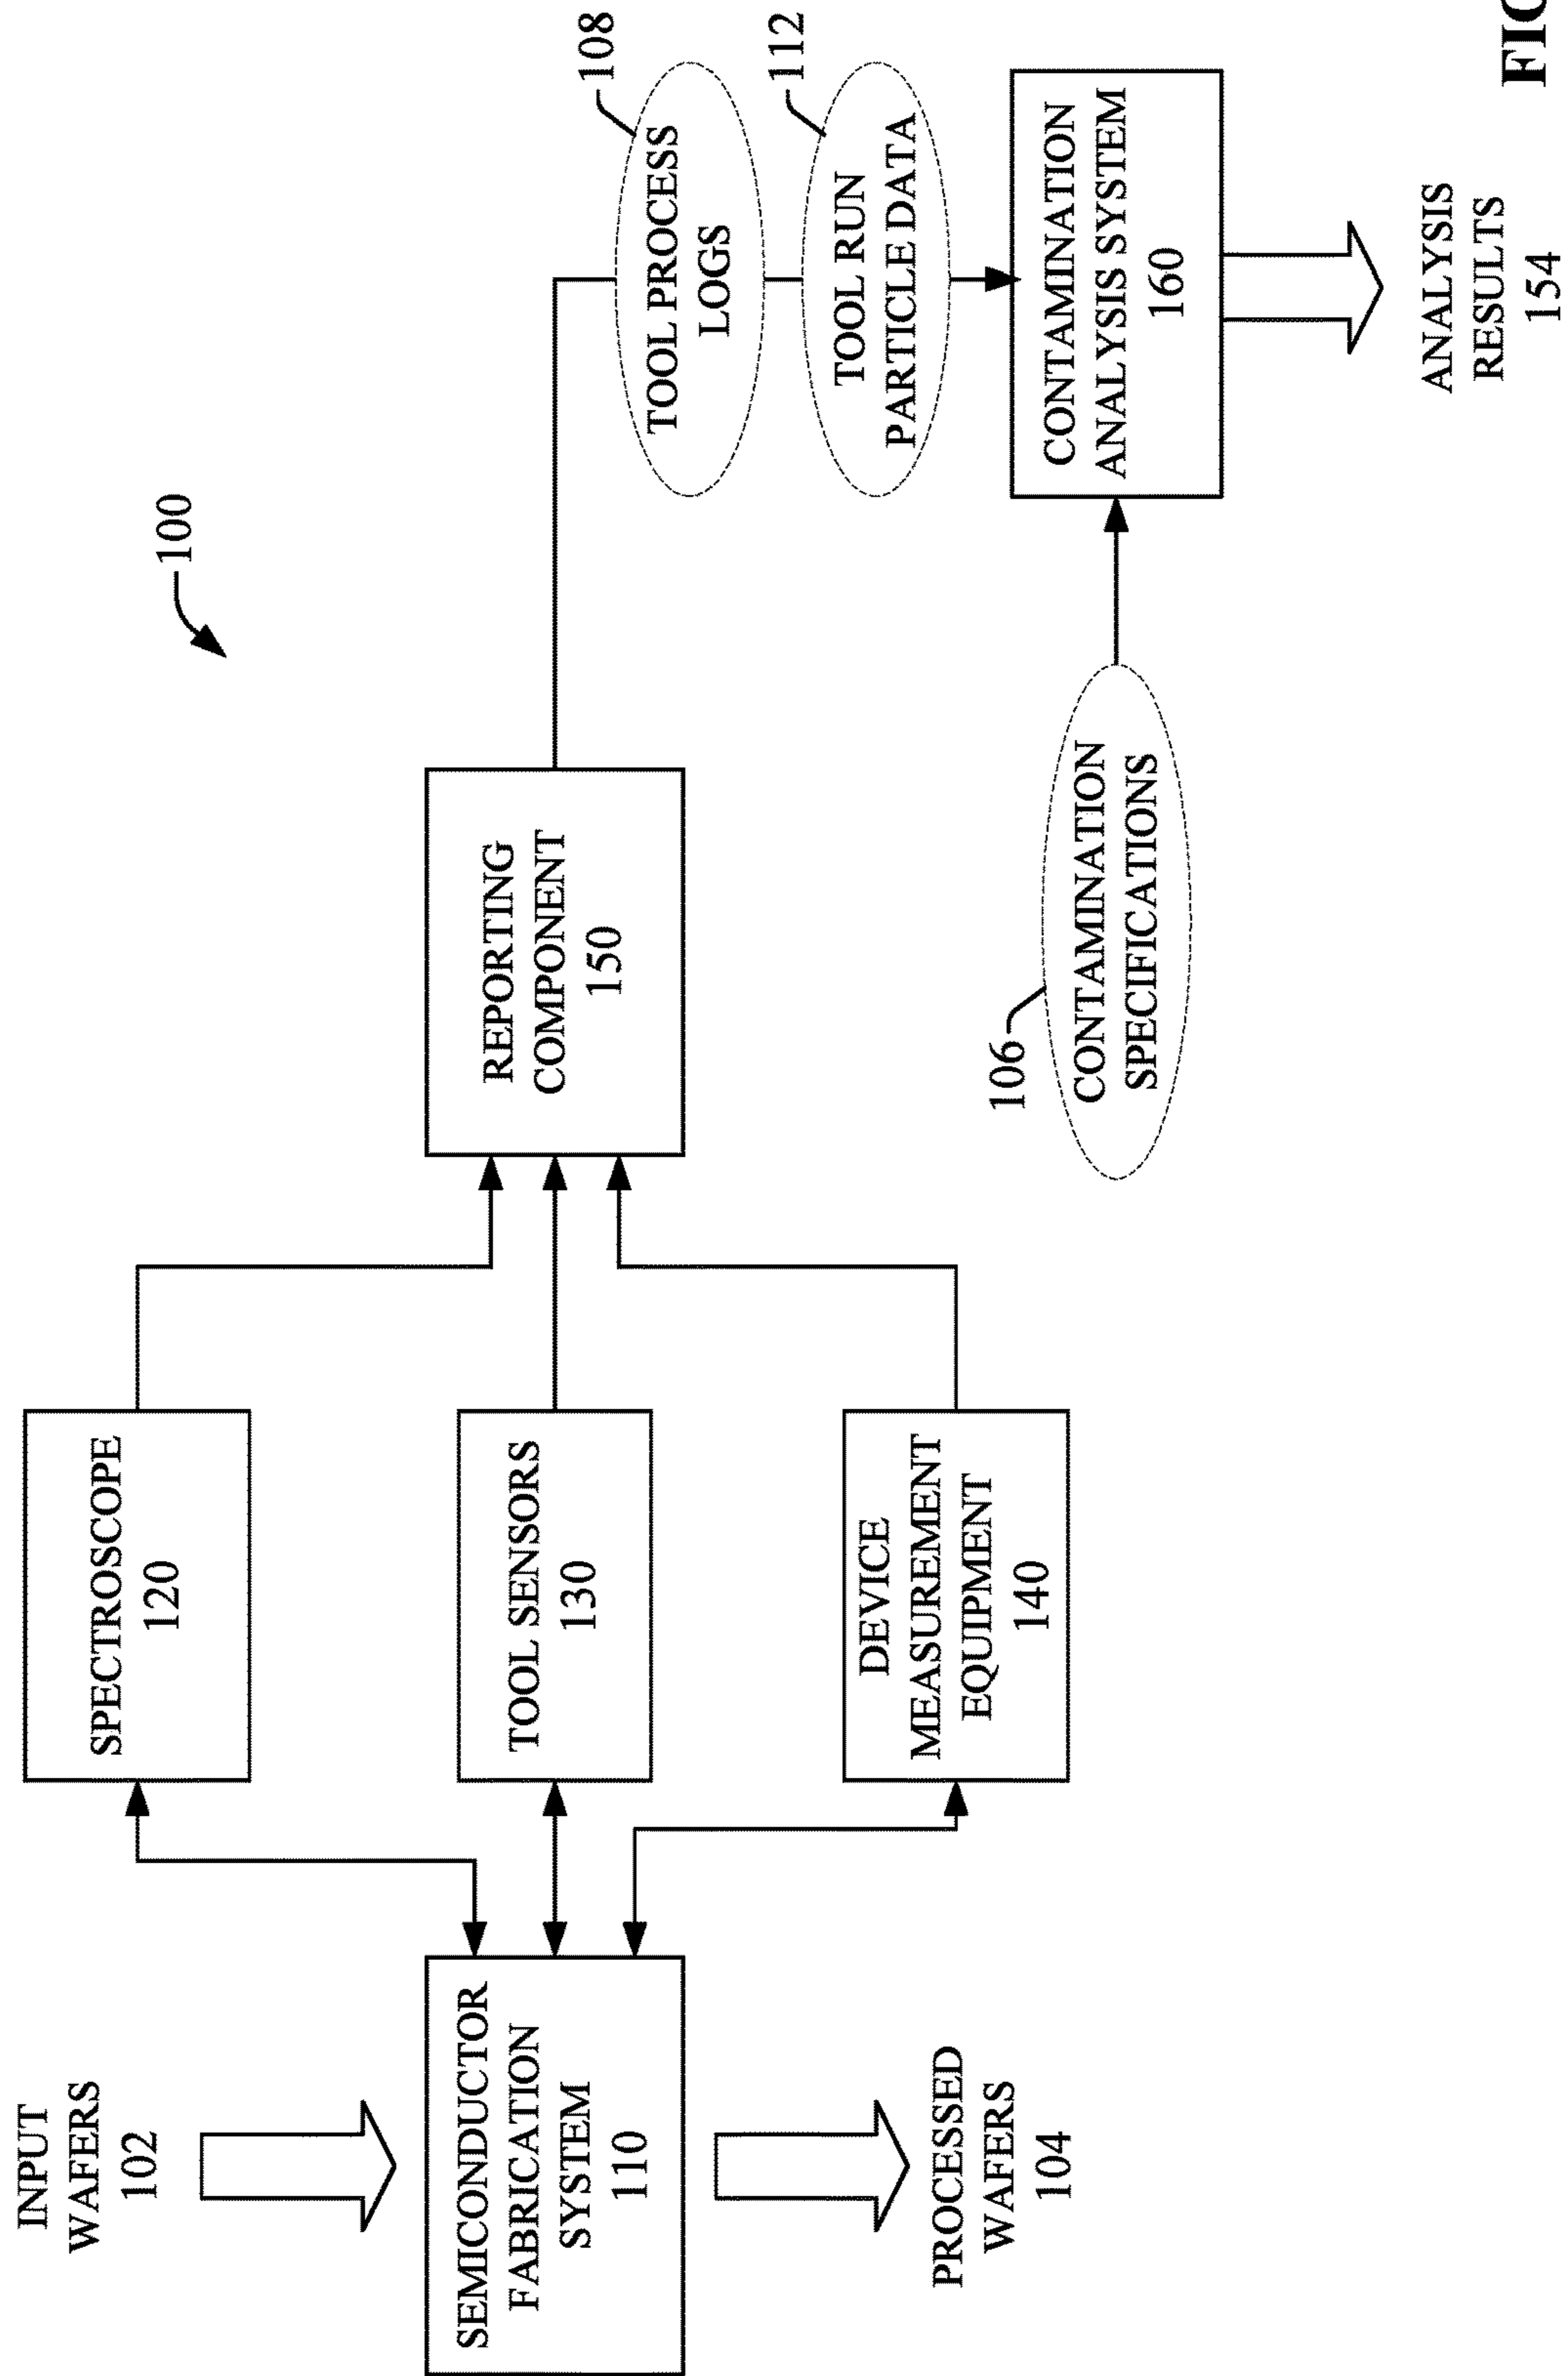 100
INPUT
WAFERS
102
SEMICONDUCTOR
FABRICATION
SYSTEM
110
PROCESSED
WAFERS
104
SPECTROSCOPE
120
TOOL SENSORS
130
DEVICE
MEASUREMENT
EQUIPMENT
140
REPORTING
COMPONENT
150
106
CONTAMINATION
SPECIFICATIONS
108
TOOL PROCESS
LOGS
112
TOOL RUN
PARTICLE DATA
CONTAMINATION
ANALYSIS SYSTEM
160
ANALYSIS
RESULTS
154